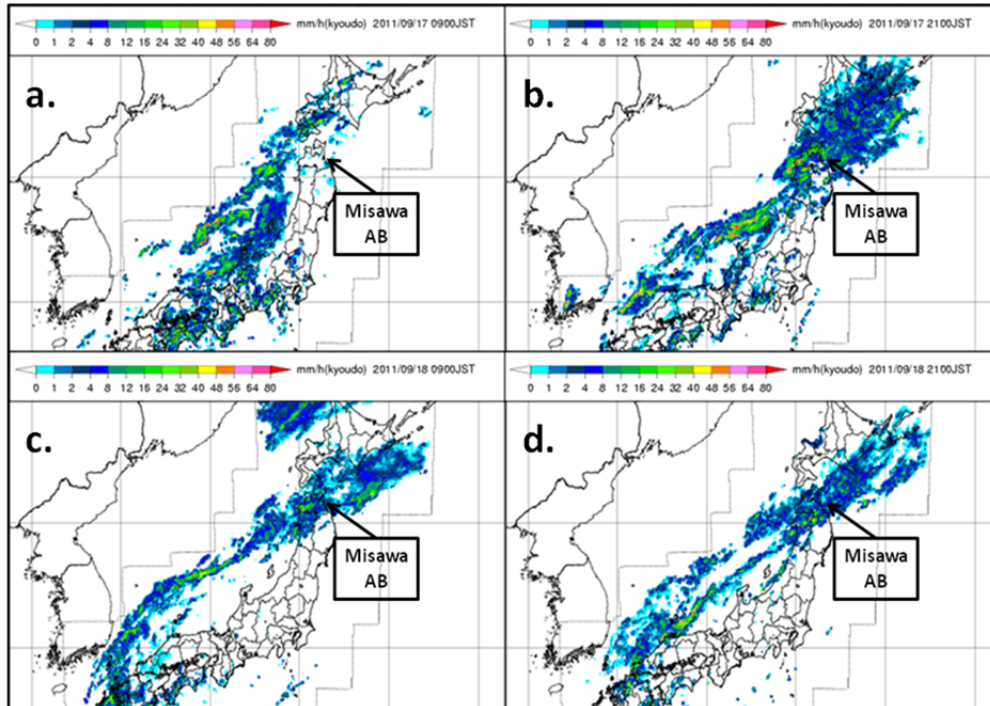 mm/h(kyoudo) 2011/09/17 0900JST
0 1 2 4 8 12 16 24 32 40 48 56 64 80
a.
Misawa
AB
mm/h(kyoudo) 2011/09/17 2100JST
0 1 2 4 8 12 16 24 32 40 48 56 64 80
b.
Misawa
AB
mm/h(kyoudo) 2011/09/18 0900JST
0 1 2 4 8 12 16 24 32 40 48 56 64 80
c.
Misawa
AB
mm/h(kyoudo) 2011/09/18 2100JST
0 1 2 4 8 12 16 24 32 40 48 56 64 80
d.
Misawa
AB